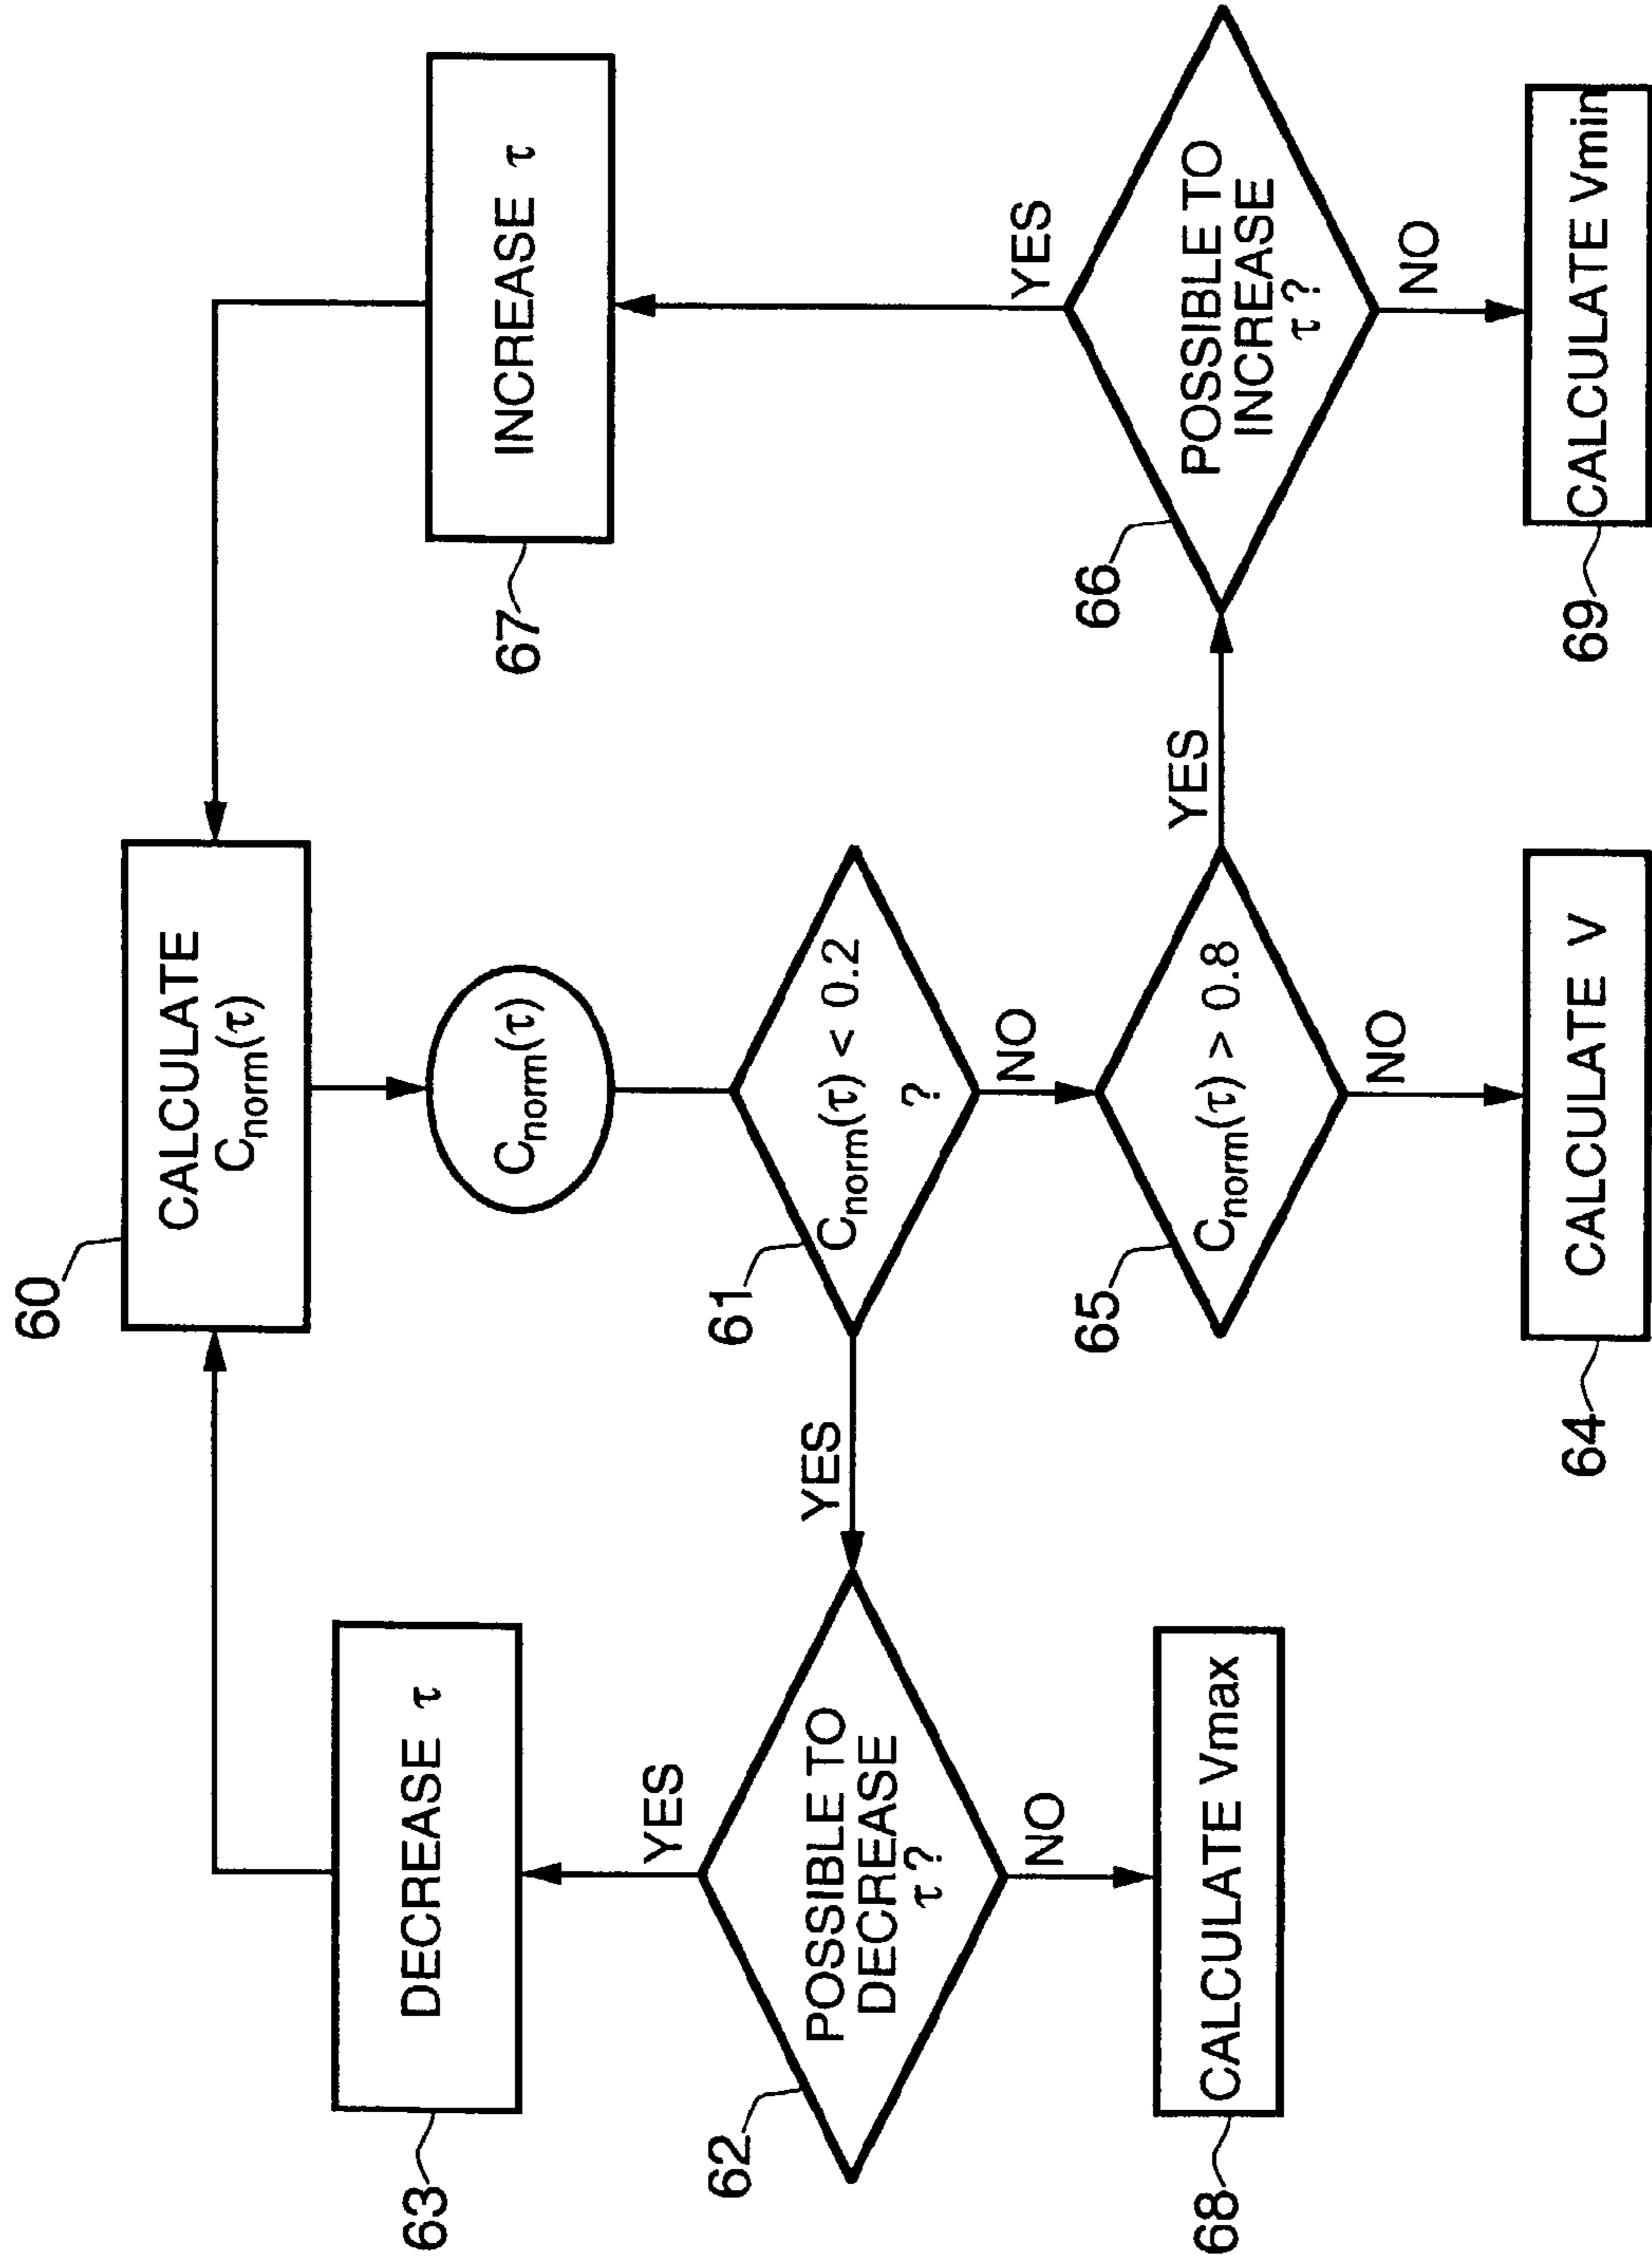 60
CALCULATE
Cnorm(τ)
63
DECREASE τ
67
INCREASE τ
Cnorm(τ)
YES
YES
62
POSSIBLE TO
DECREASE
τ?
YES
61
Cnorm(τ) < 0.2
?
NO
NO
65
Cnorm(τ) > 0.8
YES
66
POSSIBLE TO
INCREASE
τ?
68
CALCULATE Vmax
NO
NO
64
CALCULATE V
69
CALCULATE Vmin